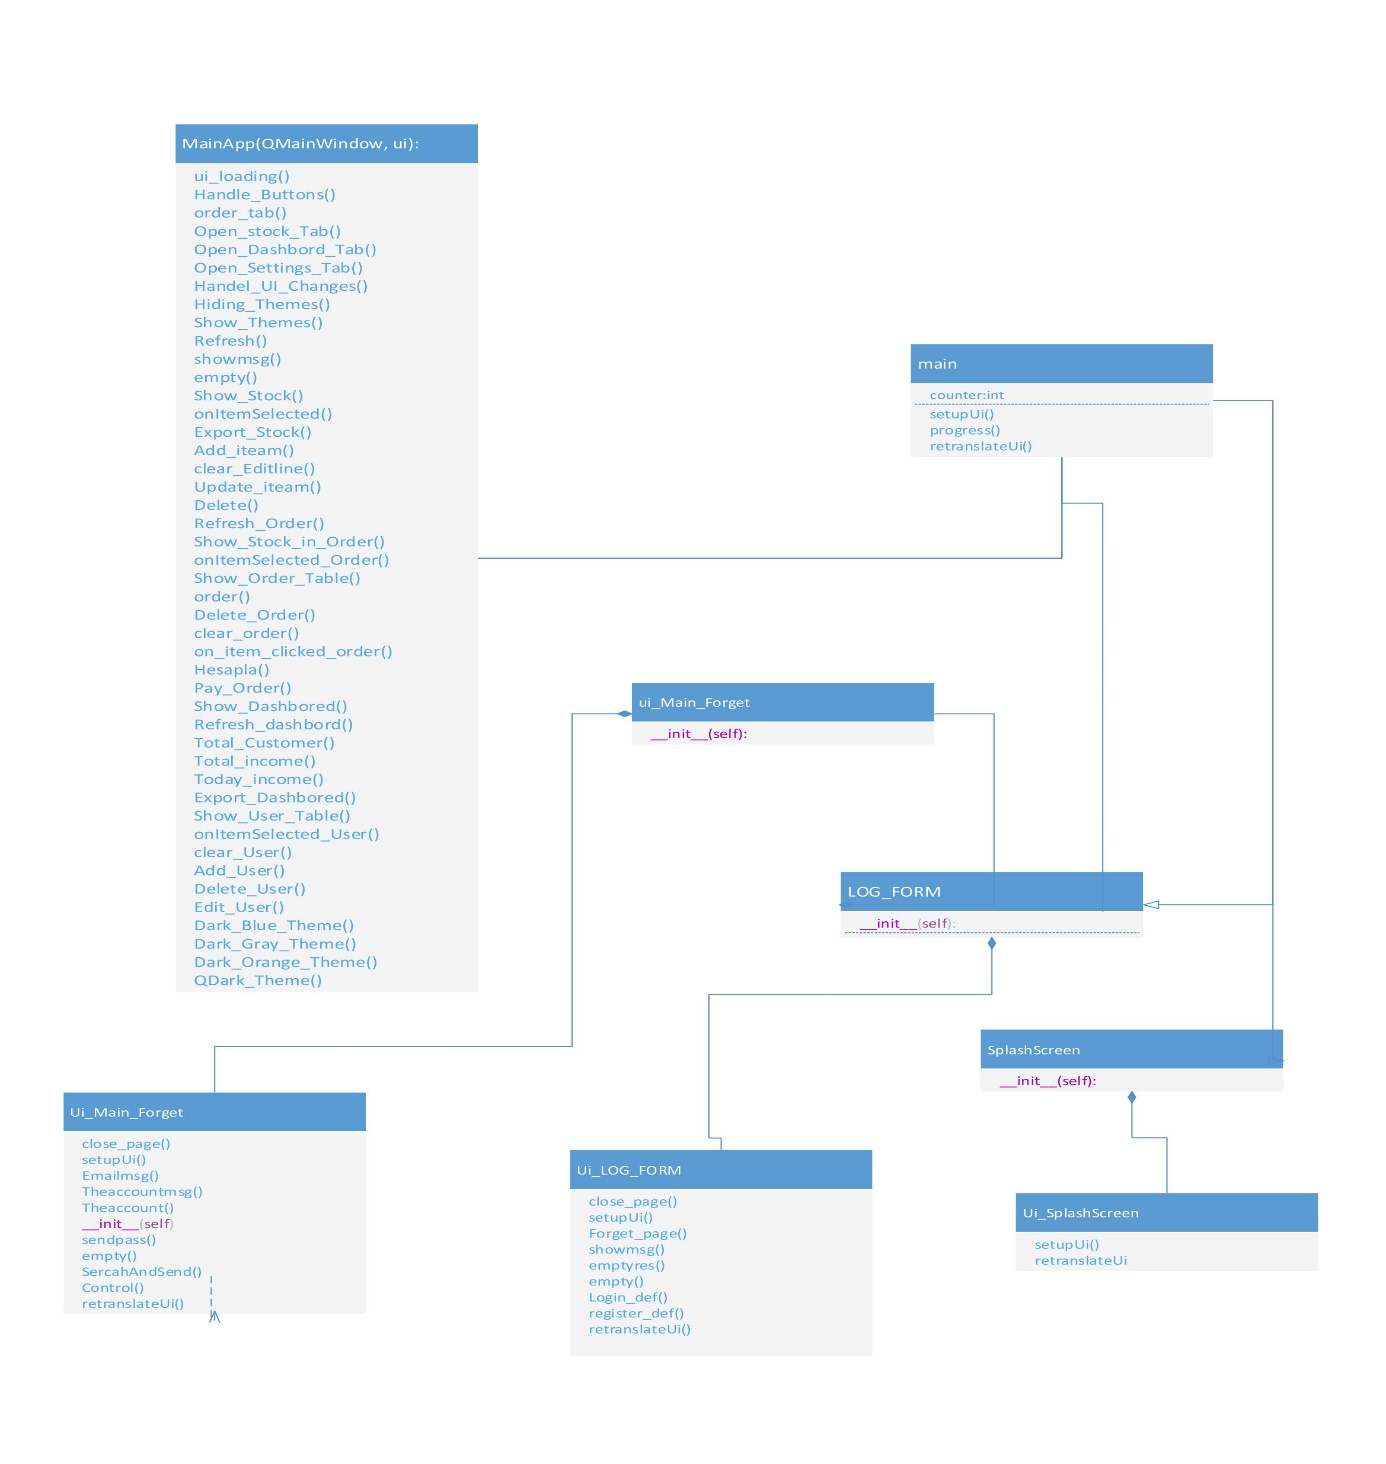 MainApp(QMainWindow, ui):
ui_loading()
Handle_Buttons()
order_tab()
Open_stock_Tab()
Open_Dashbord_Tab()
Open_Settings_Tab()
Handel_UI_Changes()
Hiding_Themes()
Show_Themes()
Refresh()
showmsg()
empty()
Show_Stock()
onItemSelected()
Export_Stock()
Add_iteam()
clear_Editline()
Update_iteam()
Delete()
Refresh_Order()
Show_Stock_in_Order()
onItemSelected_Order()
Show_Order_Table()
order()
Delete_Order()
clear_order()
on_item_clicked_order()
Hesapla()
Pay_Order()
Show_Dashbored()
Refresh_dashbord()
Total_Customer()
Total_income()
Today_income()
Export_Dashbored()
Show_User_Table()
onItemSelected_User()
clear_User()
Add_User()
Delete_User()
Edit_User()
Dark_Blue_Theme()
Dark_Gray_Theme()
Dark_Orange_Theme()
QDark_Theme()
main
counter:int
setupUi()
progress()
retranslateUi()
ui_Main_Forget
__init__(self):
LOG_FORM
__init__(self):
SplashScreen
__init__(self):
Ui_Main_Forget
close_page()
setupUi()
Emailmsg()
Theaccountmsg()
Theaccount()
__init__(self)
sendpass()
empty()
SercahAndSend()
Control()
retranslateUi()
Ui_LOG_FORM
close_page()
setupUi()
Forget_page()
showmsg()
emptyres()
empty()
Login_def()
register_def()
retranslateUi()
Ui_SplashScreen
setupUi()
retranslateUi